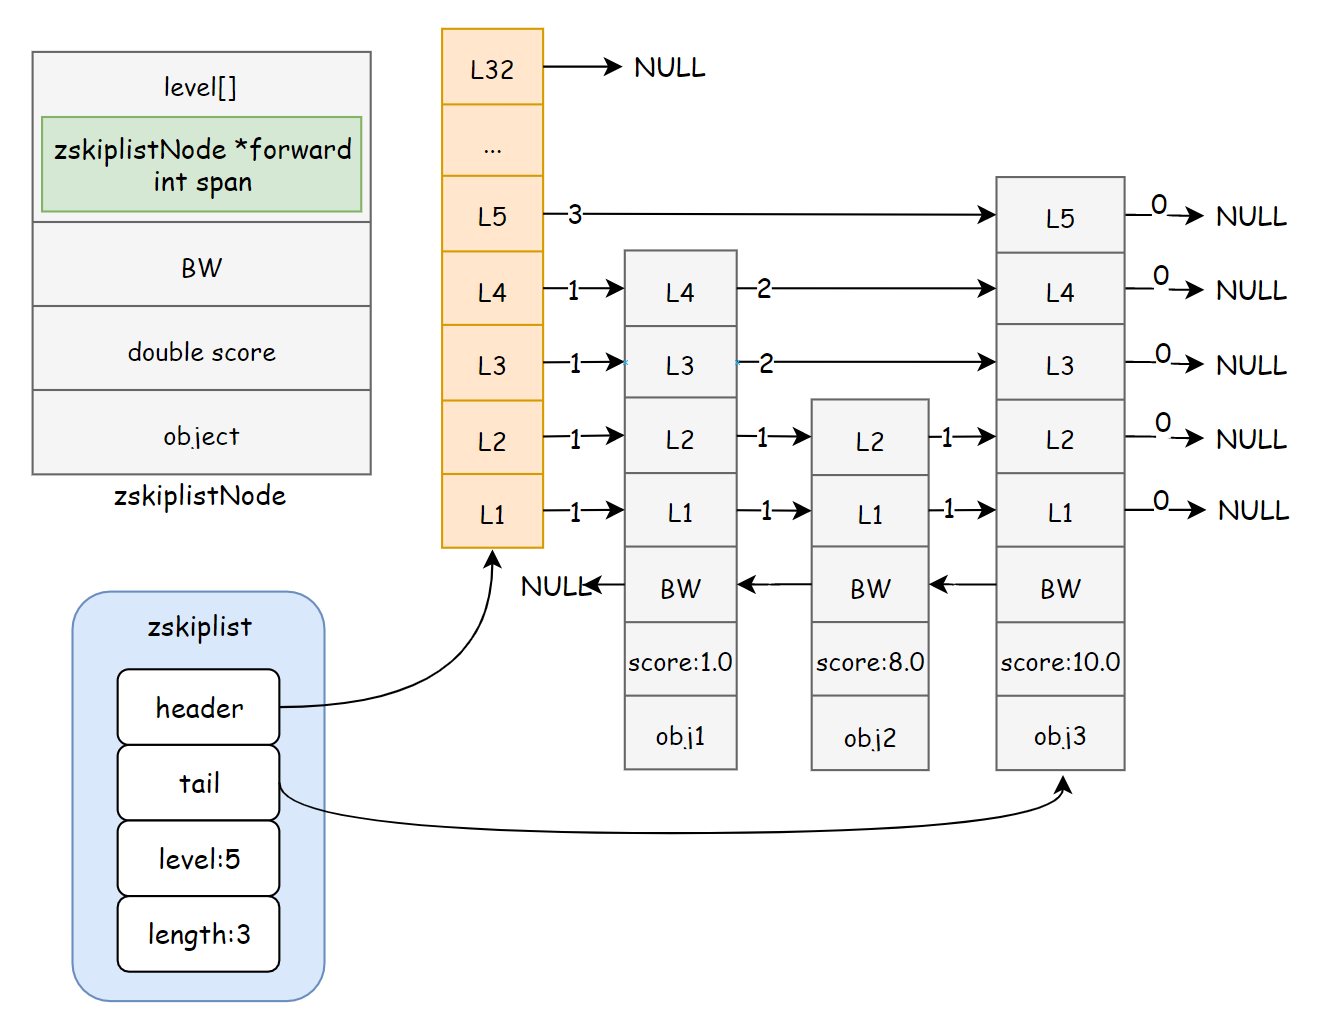 level[]
zskiplistNode *forward
int span
BW
double score
object
zskiplistNode
L32
NULL
...
L5
3
L5
0
NULL
L4
1
L4
2
L4
0
NULL
L3
1
L3
2
L3
0
NULL
L2
1
L2
1
L2
1
L2
0
NULL
L1
1
L1
1
L1
1
L1
0
NULL
NULL
BW
BW
BW
score:1.0
score:8.0
score:10.0
obj1
obj2
obj3
zskiplist
header
tail
level:5
length:3